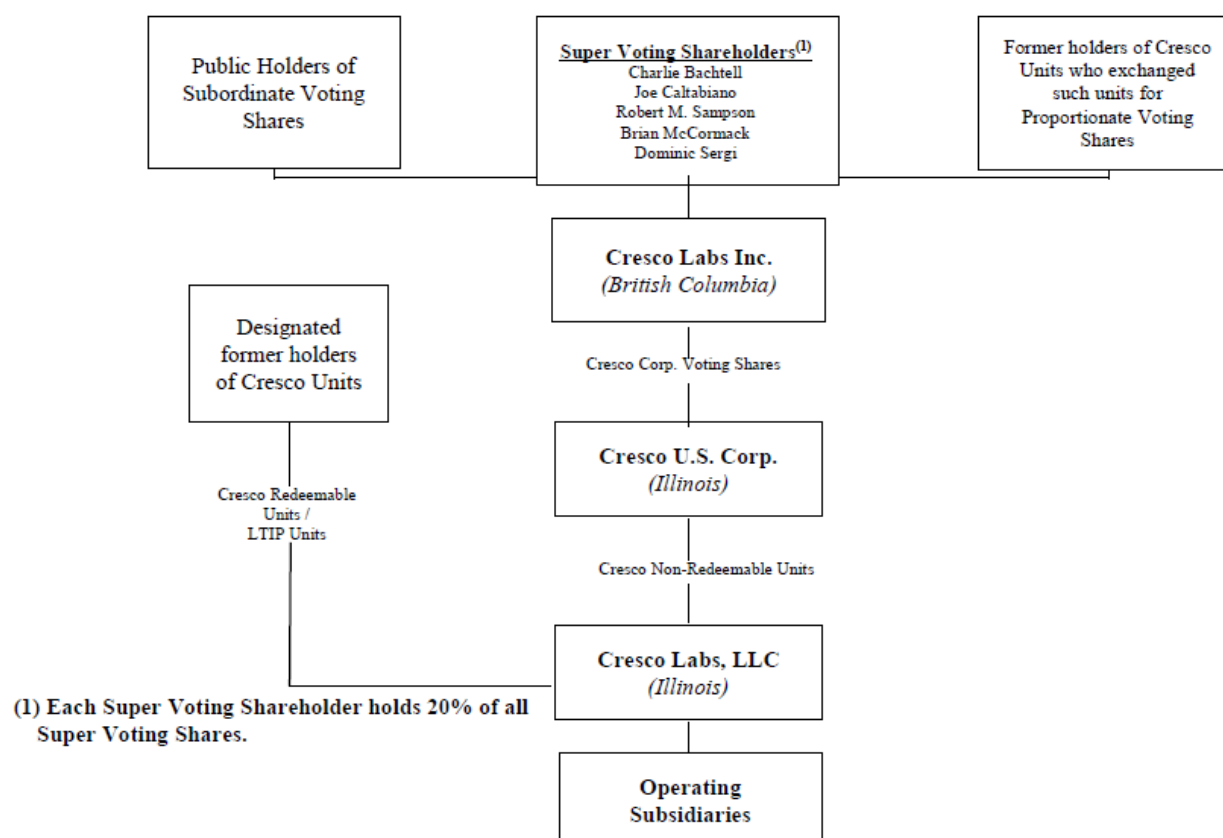 Public Holders of
Subordinate Voting
Shares
Super Voting Shareholders(1)
Charlie Bachtell
Joe Caltabiano
Robert M. Sampson
Brian McCormack
Dominic Sergi
Former holders of Cresco
Units who exchanged
such units for
Proportionate Voting
Shares
Cresco Labs Inc.
(British Columbia)
Designated
former holders
of Cresco Units
Cresco Corp. Voting Shares
Cresco U.S. Corp.
(Illinois)
Cresco Redeemable
Units /
LTIP Units
Cresco Non-Redeemable Units
Cresco Labs, LLC
(Illinois)
(1) Each Super Voting Shareholder holds 20% of all
Super Voting Shares.
Operating
Subsidiaries